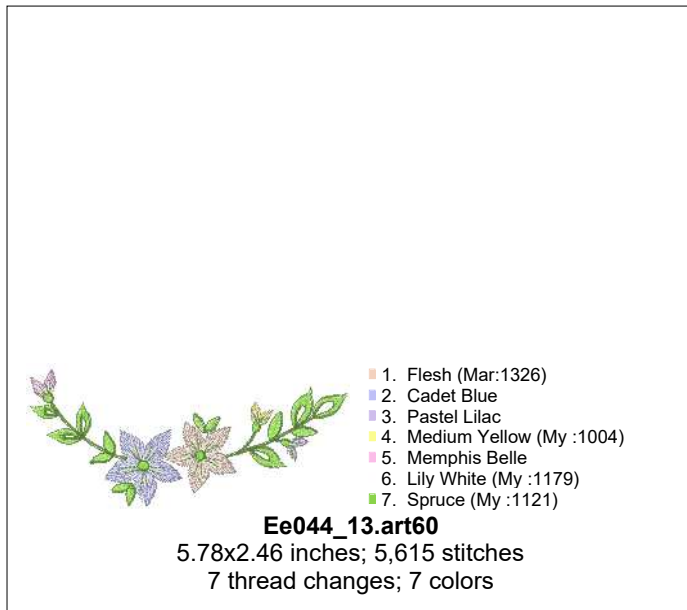 1. Flesh (Mar:1326)
2. Cadet Blue
3. Pastel Lilac
4. Medium Yellow (My :1004)
5. Memphis Belle
6. Lily White (My :1179)
7. Spruce (My :1121)
Ee044_13.art60
5.78x2.46 inches; 5,615 stitches
7 thread changes; 7 colors